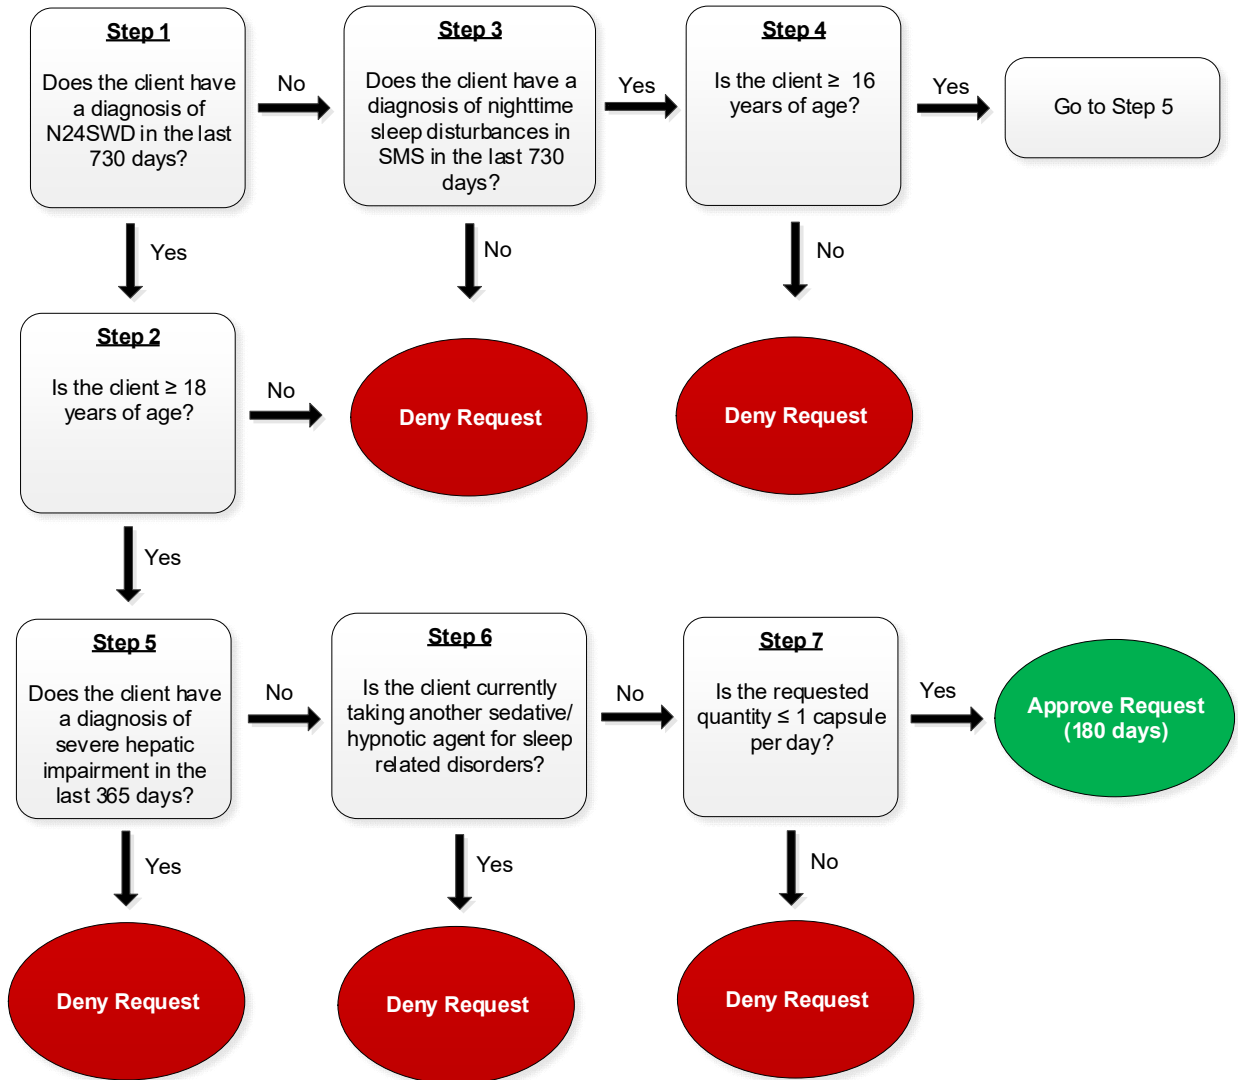 Step 1
Does the client have
a diagnosis of
N24SWD in the last
730 days?
No
Step 3
Does the client have a
diagnosis of nighttime
sleep disturbances in
SMS in the last 730
days?
Yes
Step 4
Is the client ≥ 16
years of age?
Yes
Go to Step 5
Yes
No
No
Step 2
Is the client ≥ 18
years of age?
No
Deny Request
Deny Request
Yes
Step 5
Does the client have
a diagnosis of
severe hepatic
impairment in the
last 365 days?
No
Step 6
Is the client currently
taking another sedative/
hypnotic agent for sleep
related disorders?
No
Step 7
Is the requested
quantity ≤ 1 capsule
per day?
Yes
Approve Request
(180 days)
Yes
Yes
No
Deny Request
Deny Request
Deny Request